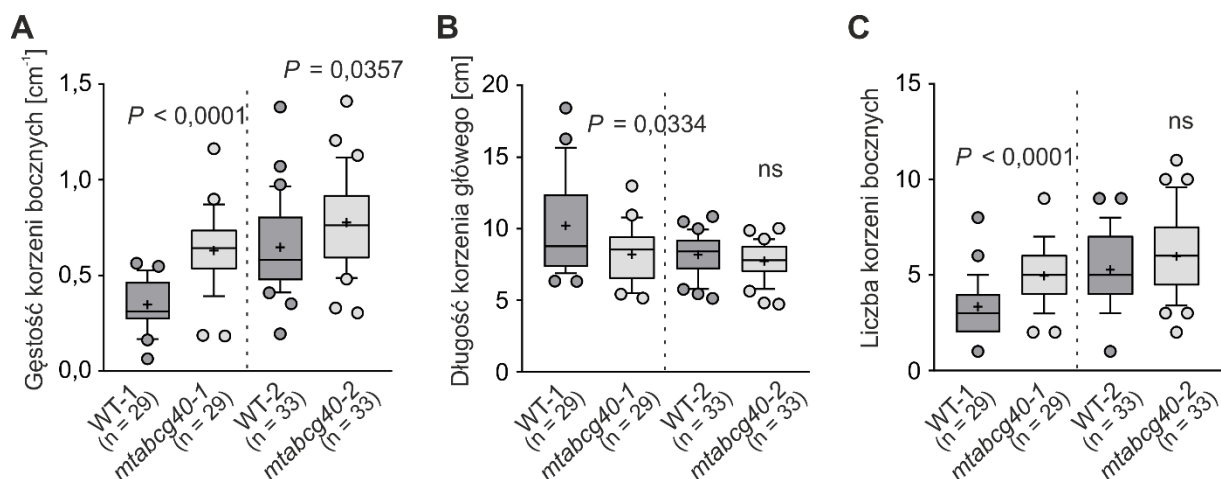 A
Gęstość korzeni bocznych [cm⁻¹]
P < 0,0001
P = 0,0357
1,5
1,0
0,5
0,0
WT-1
(n = 29)
mtabcg40-1
(n = 29)
WT-2
(n = 33)
mtabcg40-2
(n = 33)
B
Długość korzenia głównego [cm]
P = 0,0334
ns
20
15
10
5
0
WT-1
(n = 29)
mtabcg40-1
(n = 29)
WT-2
(n = 33)
mtabcg40-2
(n = 33)
C
Liczba korzeni bocznych
P < 0,0001
ns
15
10
5
0
WT-1
(n = 29)
mtabcg40-1
(n = 29)
WT-2
(n = 33)
mtabcg40-2
(n = 33)